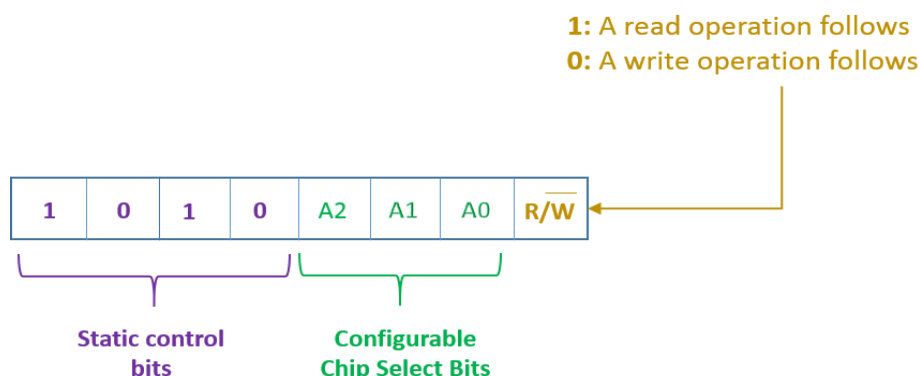 1: A read operation follows
0: A write operation follows
1 0 1 0 A2 A1 A0 R/W̅
Static control
bits
Configurable
Chip Select Bits